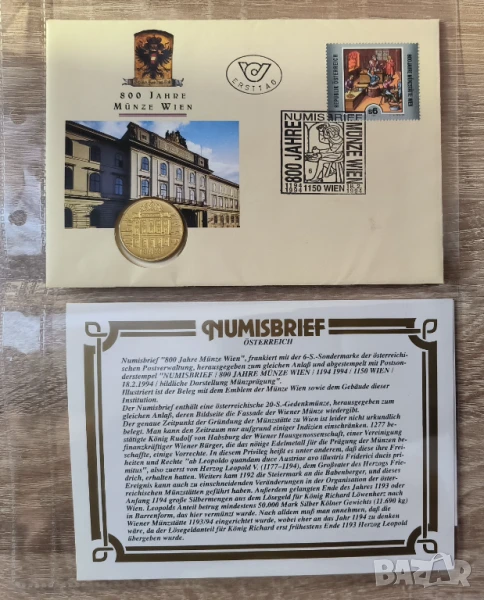 800 JAHRE
MÜNZE WIEN
ERSTTAG
REPUBLIK ÖSTERREICH
S6
NUMISBRIEF
800 JAHRE
MÜNZE WIEN
1194
1994
1150 WIEN
18.2.
1994
NUMISBRIEF
ÖSTERREICH
Numisbrief "800 Jahre Münze Wien", frankiert mit der 6-S.-Sondermarke der österreichi-
schen Postverwaltung, herausgegeben zum gleichen Anlaß und abgestempelt mit Postson-
derstempel "NUMISBRIEF / 800 JAHRE MÜNZE WIEN / 1194 1994 / 1150 WIEN /
18.2.1994 / bildliche Darstellung Münzprägung".
Illustriert ist der Beleg mit dem Emblem der Münze Wien sowie dem Gebäude dieser
Institution.
Der Numisbrief enthält eine österreichische 20-S.-Gedenkmünze, herausgegeben zum
gleichen Anlaß, deren Bildseite die Fassade der Wiener Münze wiedergibt.
Der genaue Zeitpunkt der Gründung der Münzstätte zu Wien ist leider nicht urkundlich
belegt. Man kann den Zeitraum nur aufgrund einiger Indizien einschränken. 1277 be-
stätigte König Rudolf von Habsburg der Wiener Hausgenossenschaft, einer Vereinigung
finanzkräftiger Wiener Bürger, die das nötige Edelmetall für die Prägung der Münzen be-
schaffte, einige Vorrechte. In diesem Privileg heißt es unter anderem, daß diese ihre Frei-
heiten und Rechte "ab Leopoldo quondam duce Austriae avo illustris Friderici ducis pri-
mitus", also zuerst von Herzog Leopold V. (1177–1194), dem Großvater des Herzogs Frie-
drich, erhalten hatten. Weiters kam 1192 die Steiermark an die Babenberger, und dieses
Ereignis kann auch zu einschneidenden Veränderungen in der Organisation der öster-
reichischen Münzstätten geführt haben. Außerdem gelangten Ende des Jahres 1193 oder
Anfang 1194 große Silbermengen aus dem Lösegeld für König Richard Löwenherz nach
Wien. Leopolds Anteil betrug mindestens 50.000 Mark Silber Kölner Gewichts (11.690 kg)
in Barrenform, das hier vermünzt wurde. Nach alldem muß man annehmen, daß die
Wiener Münzstätte 1193/94 eingerichtet wurde, wobei eher an das Jahr 1194 zu denken
wäre, da der Lösegeldanteil für König Richard erst frühestens Ende 1193 Herzog Leopold
übergeben wurde.
BAZAR